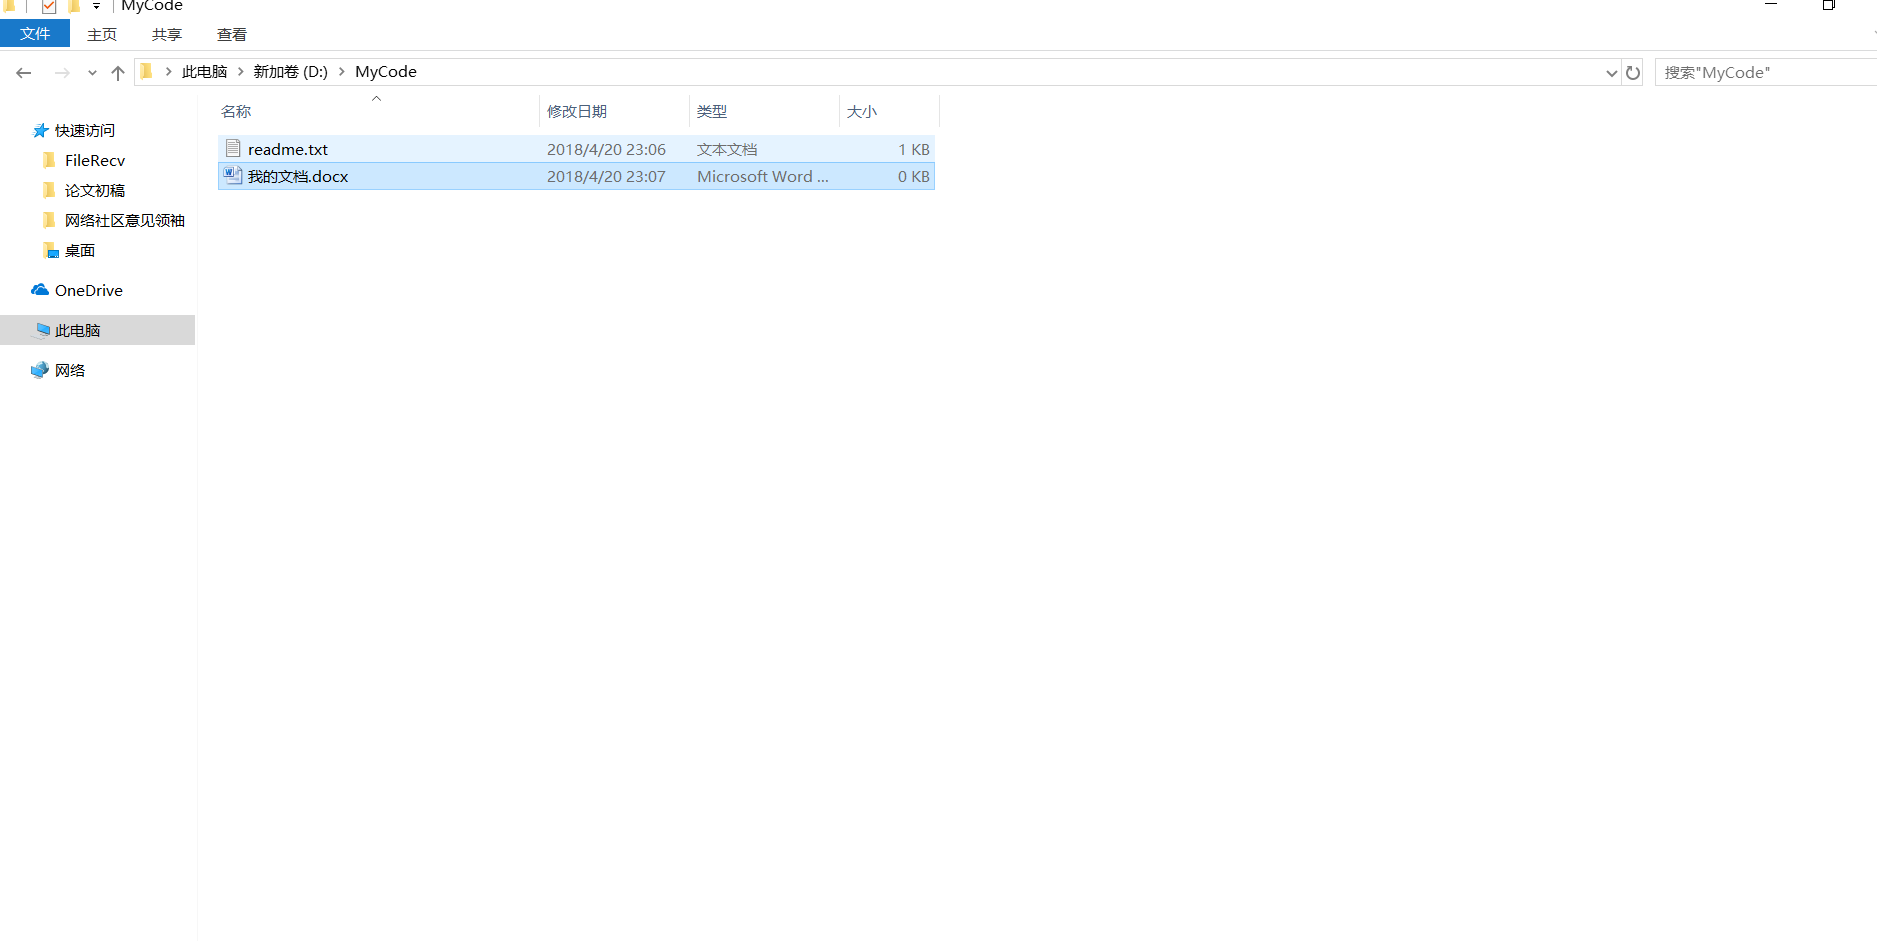 MyCode
文件 主页 共享 查看
此电脑 新加卷 (D:) MyCode 搜索"MyCode"
名称 修改日期 类型 大小
快速访问
FileRecv
论文初稿
网络社区意见领袖
桌面
OneDrive
此电脑
网络
readme.txt 2018/4/20 23:06 文本文档 1 KB
我的文档.docx 2018/4/20 23:07 Microsoft Word ... 0 KB